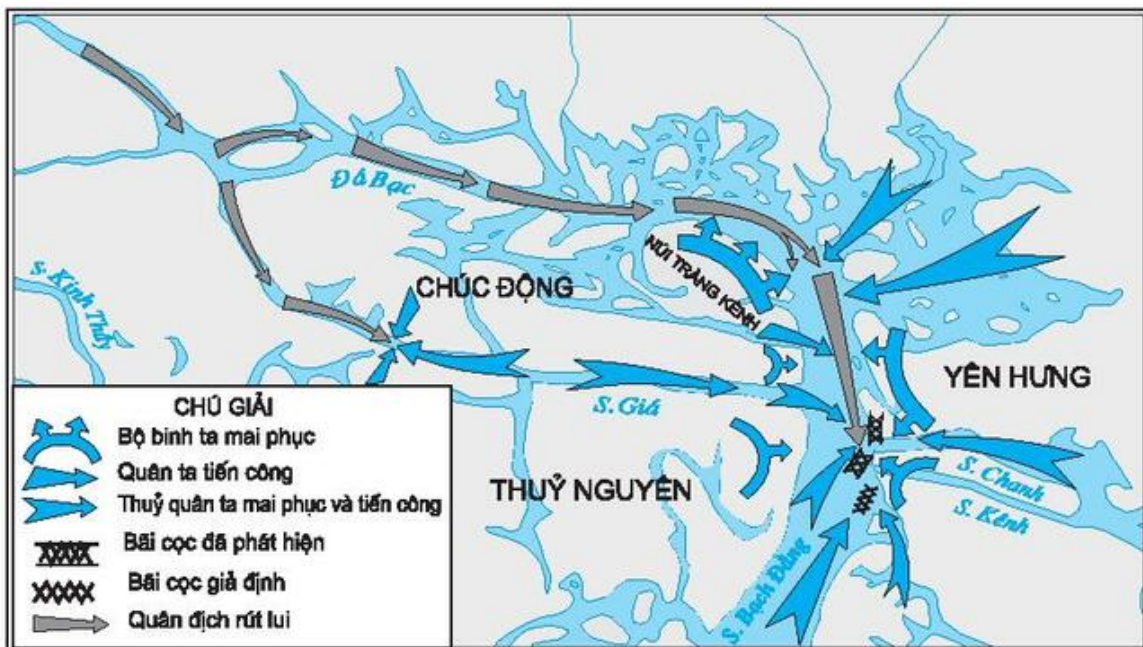 Đá Bạc
NÚI TRÀNG KÊNH
CHÚC ĐỘNG
S. Kinh Thầy
YÊN HƯNG
S. Giá
THUỶ NGUYÊN
S. Chanh
S. Kênh
S. Bạch Đằng
CHÚ GIẢI
Bộ binh ta mai phục
Quân ta tiến công
Thuỷ quân ta mai phục và tiến công
Bãi cọc đã phát hiện
Bãi cọc giả định
Quân địch rút lui